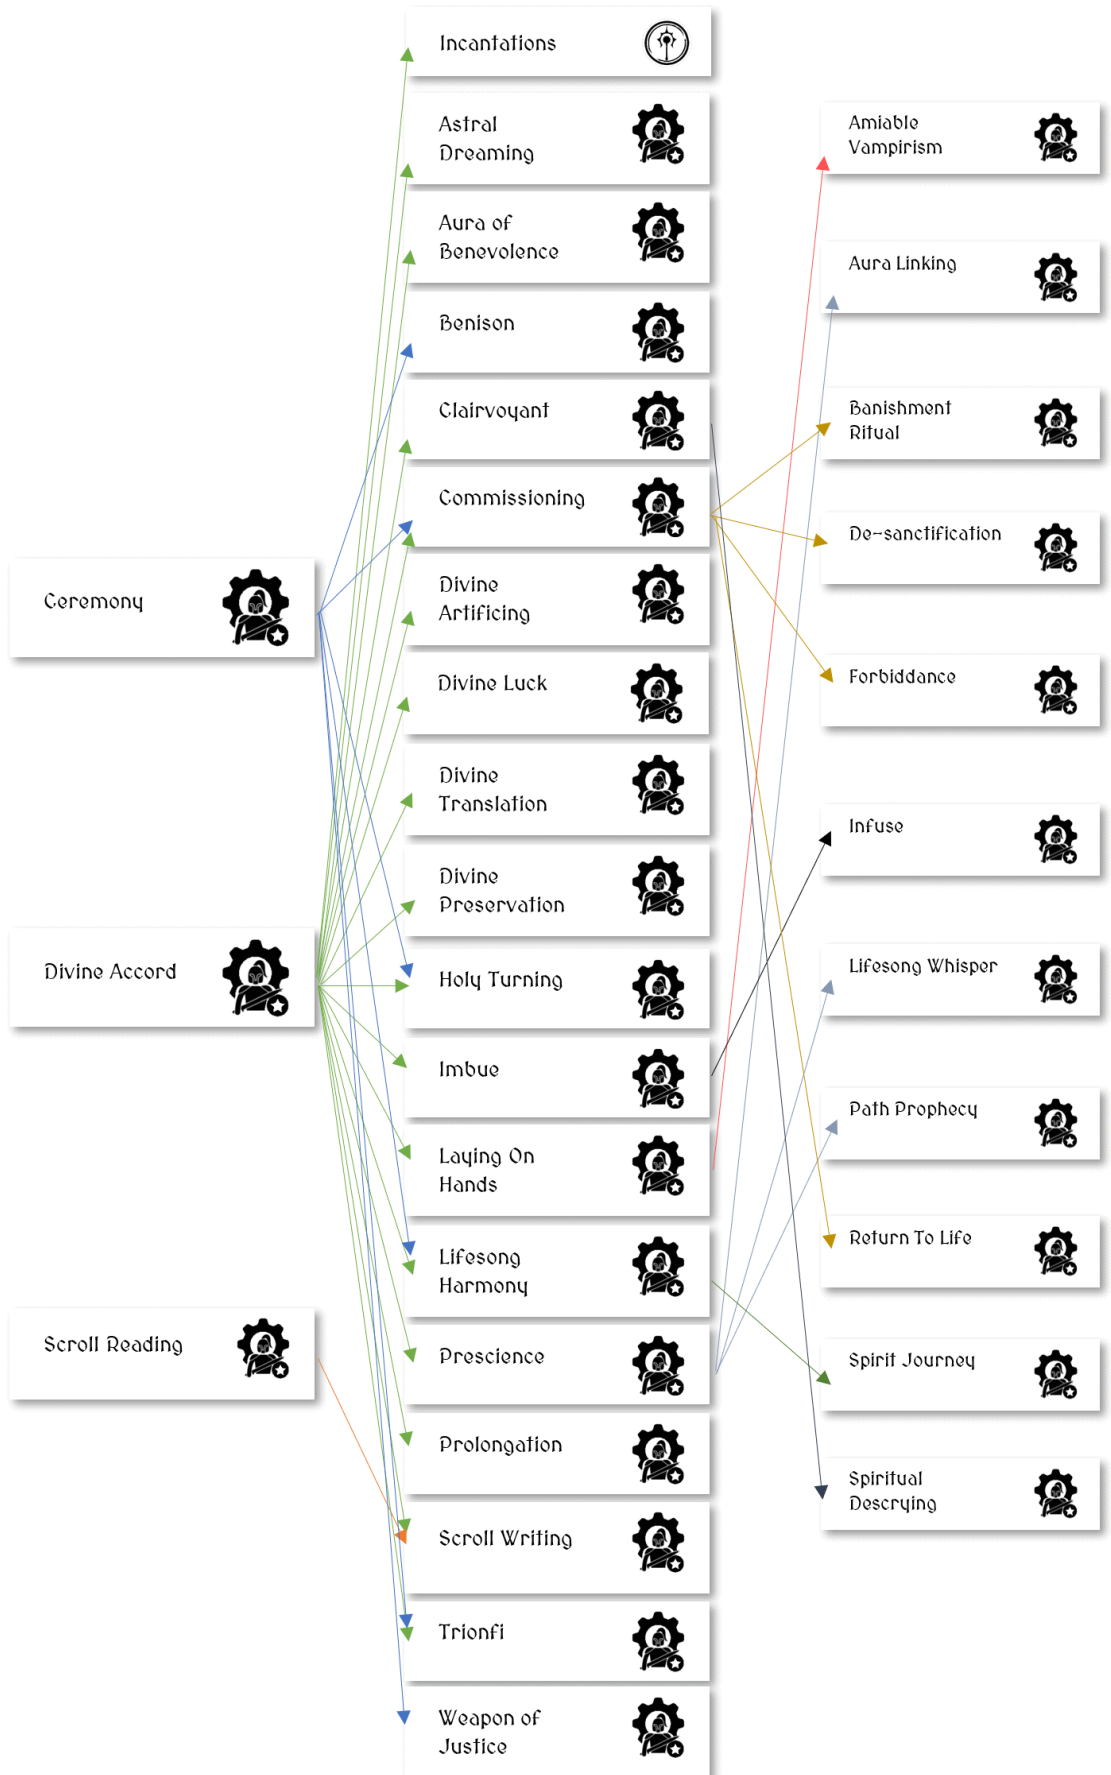 Ceremony
Divine Accord
Scroll Reading
Incantations
Astral
Dreaming
Aura of
Benevolence
Benison
Clairvoyant
Commissioning
Divine
Artificing
Divine Luck
Divine
Translation
Divine
Preservation
Holy Turning
Imbue
Laying On
Hands
Lifesong
Harmony
Prescience
Prolongation
Scroll Writing
Trionfi
Weapon of
Justice
Amiable
Vampirism
Aura Linking
Banishment
Ritual
De-sanctification
Forbiddance
Infuse
Lifesong Whisper
Path Prophecy
Return To Life
Spirit Journey
Spiritual
Descrying